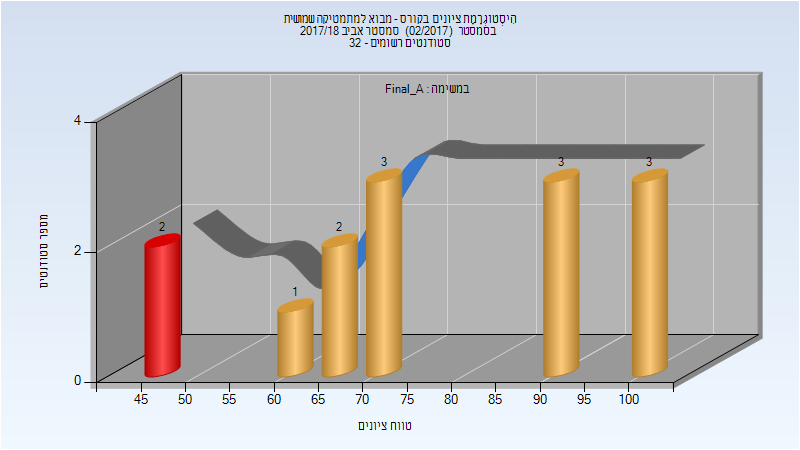 היסטוגרמת ציונים בקורס - מבוא למתמטיקה שמושית
בסמסטר (02/2017) סמסטר אביב 2017/18
סטודנטים רשומים - 32
במשימה : Final_A
מספר סטודנטים
4
2
0
2
1
2
3
3
3
45 50 55 60 65 70 75 80 85 90 95 100
טווח ציונים